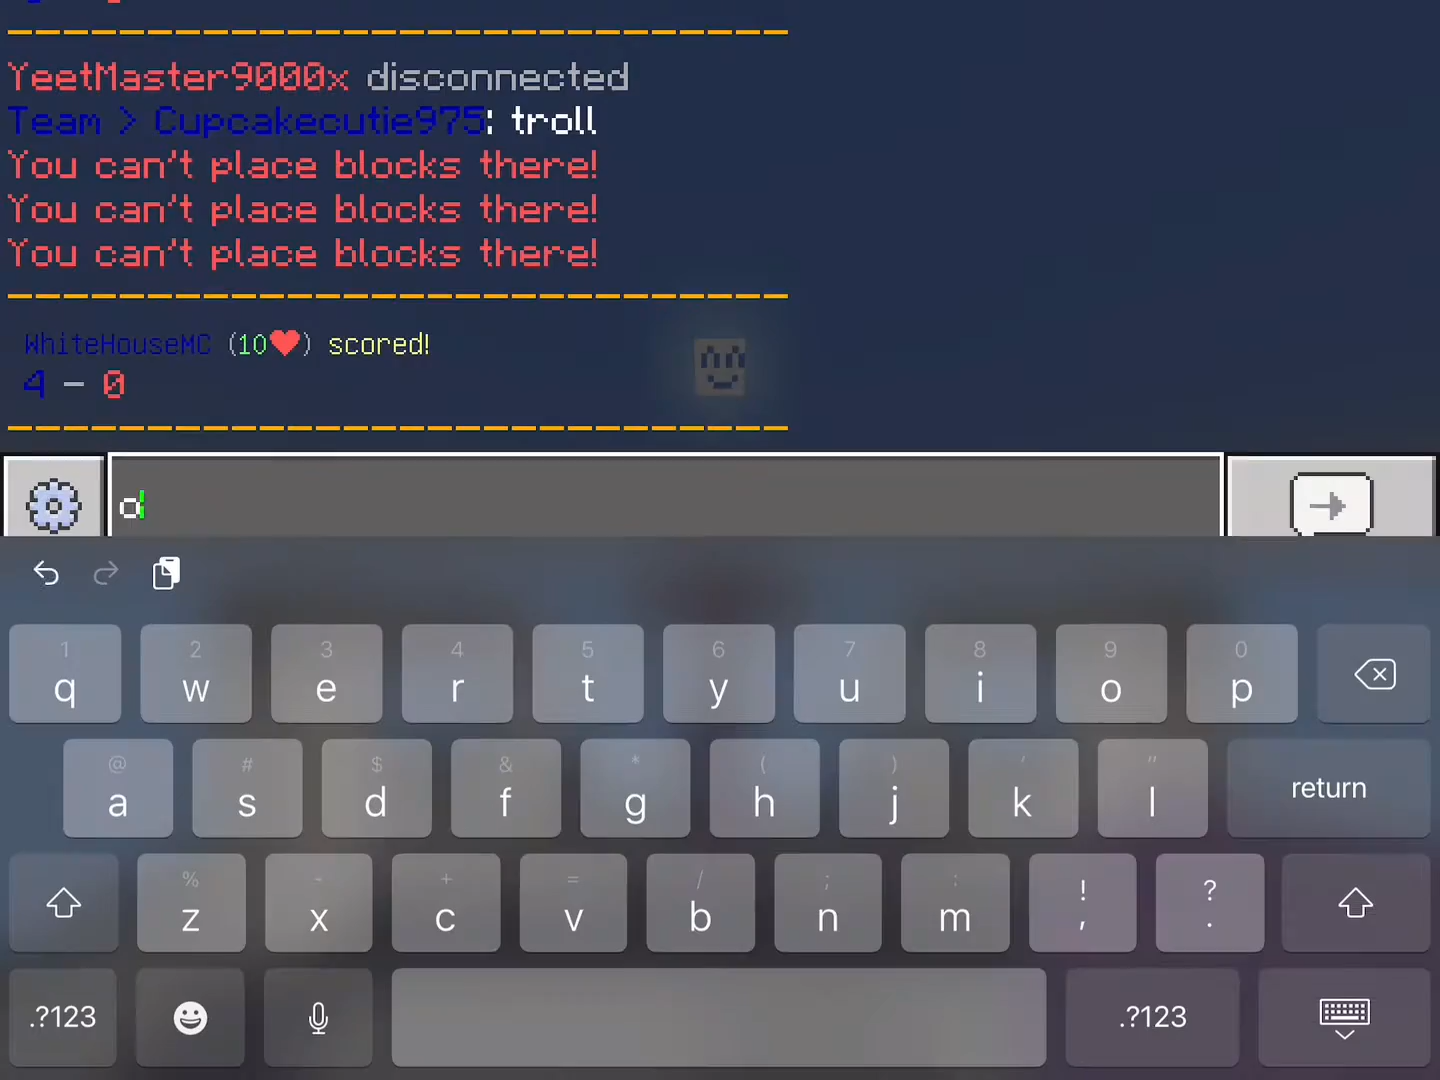 YeetMaster9000x disconnected
Team > Cupcakecutie975: troll
You can't place blocks there!
You can't place blocks there!
You can't place blocks there!
WhiteHouseMC (10❤) scored!
4 - 0
d
1 2 3 4 5 6 7 8 9 0
q w e r t y u i o p
@ # $ & * ( ) ' "
a s d f g h j k l return
% - + = / ; : ! ?
z x c v b n m , .
.?123 .?123